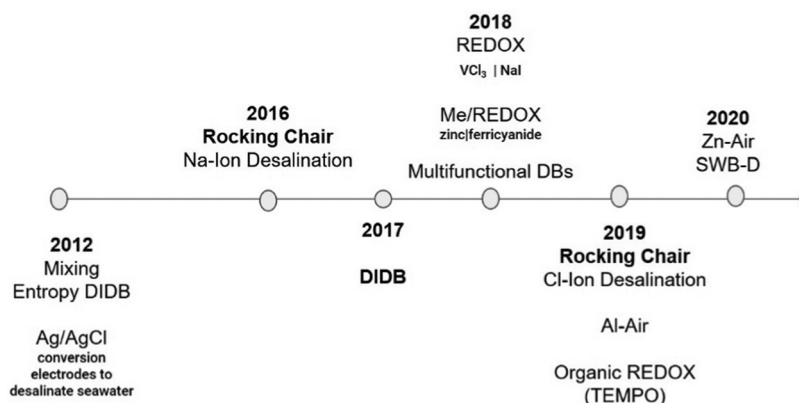 2018
REDOX
VCl₃ | NaI
Me/REDOX
zinc|ferricyanide
Multifunctional DBs
2016
Rocking Chair
Na-Ion Desalination
2020
Zn-Air
SWB-D
2012
Mixing
Entropy DIDB
Ag/AgCl
conversion
electrodes to
desalinate seawater
2017
DIDB
2019
Rocking Chair
Cl-Ion Desalination
Al-Air
Organic REDOX
(TEMPO)